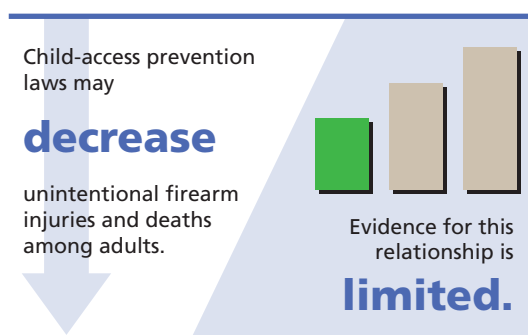 Child-access prevention
laws may
decrease
unintentional firearm
injuries and deaths
among adults.
Evidence for this
relationship is
limited.